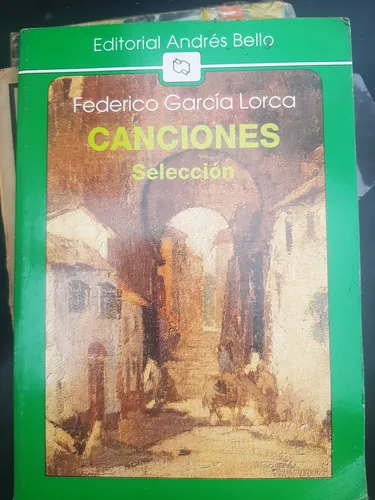 Editorial Andrés Bello
Federico García Lorca
CANCIONES
Selección